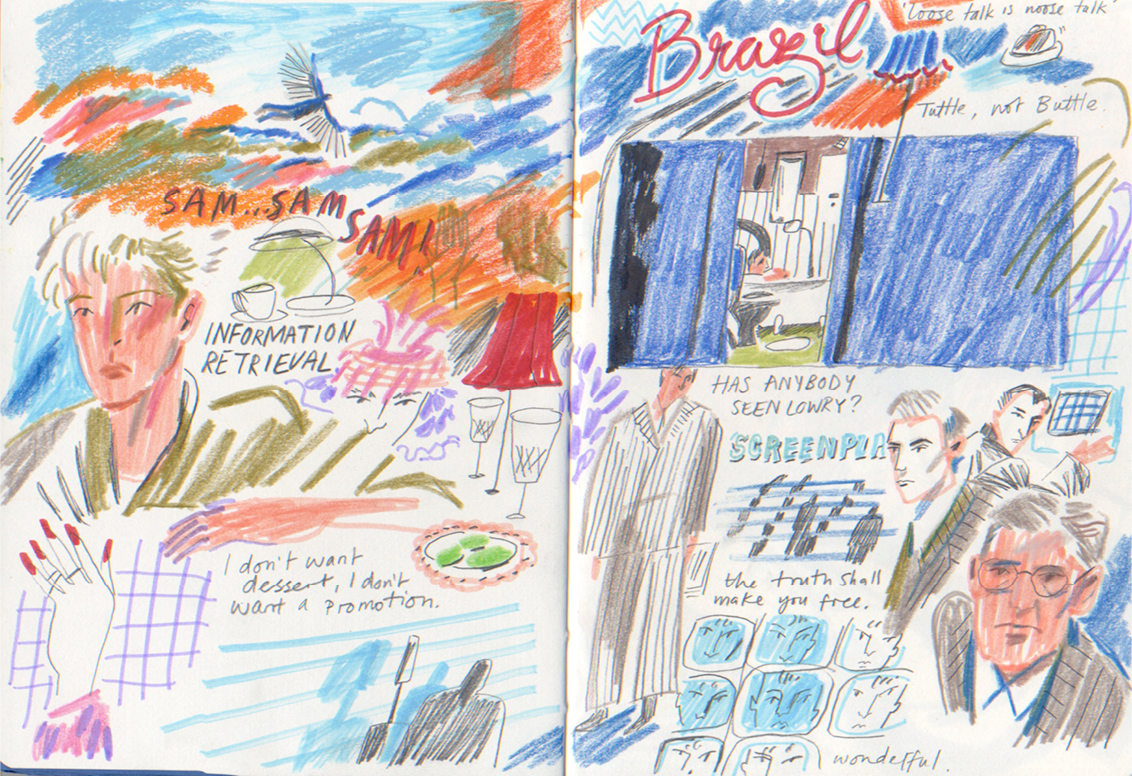 SAM...SAM
SAM!
INFORMATION
RETRIEVAL
I don't want
dessert, I don't
want a promotion.
Brazil
'loose talk is noose talk'
Tuttle, not Buttle.
HAS ANYBODY
SEEN LOWRY?
SCREENPLA
the truth shall
make you free.
wonderful.